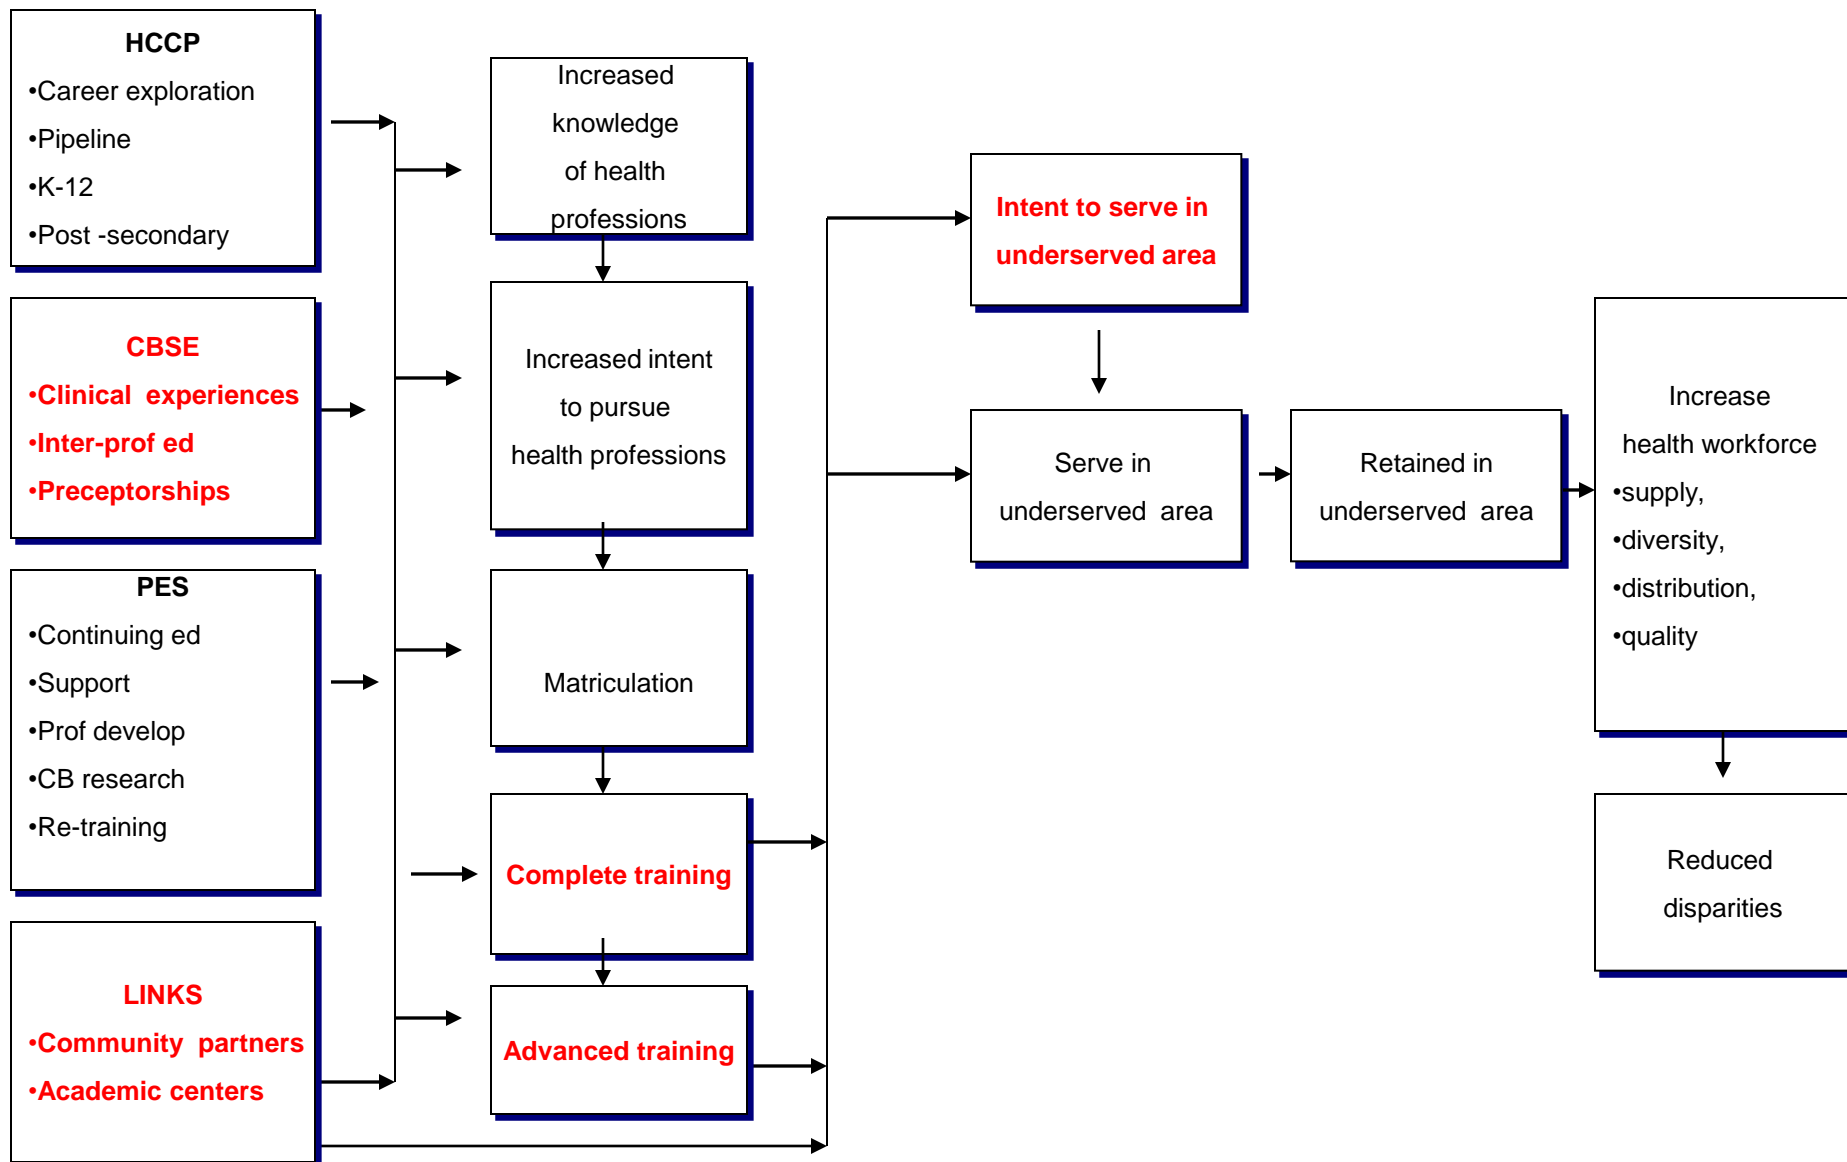 HCCP
•Career exploration
•Pipeline
•K-12
•Post -secondary
CBSE
•Clinical experiences
•Inter-prof ed
•Preceptorships
PES
•Continuing ed
•Support
•Prof develop
•CB research
•Re-training
LINKS
•Community partners
•Academic centers
Increased
knowledge
of health
professions
Increased intent
to pursue
health professions
Matriculation
Complete training
Advanced training
Intent to serve in
underserved area
Serve in
underserved area
Retained in
underserved area
Increase
health workforce
•supply,
•diversity,
•distribution,
•quality
Reduced
disparities